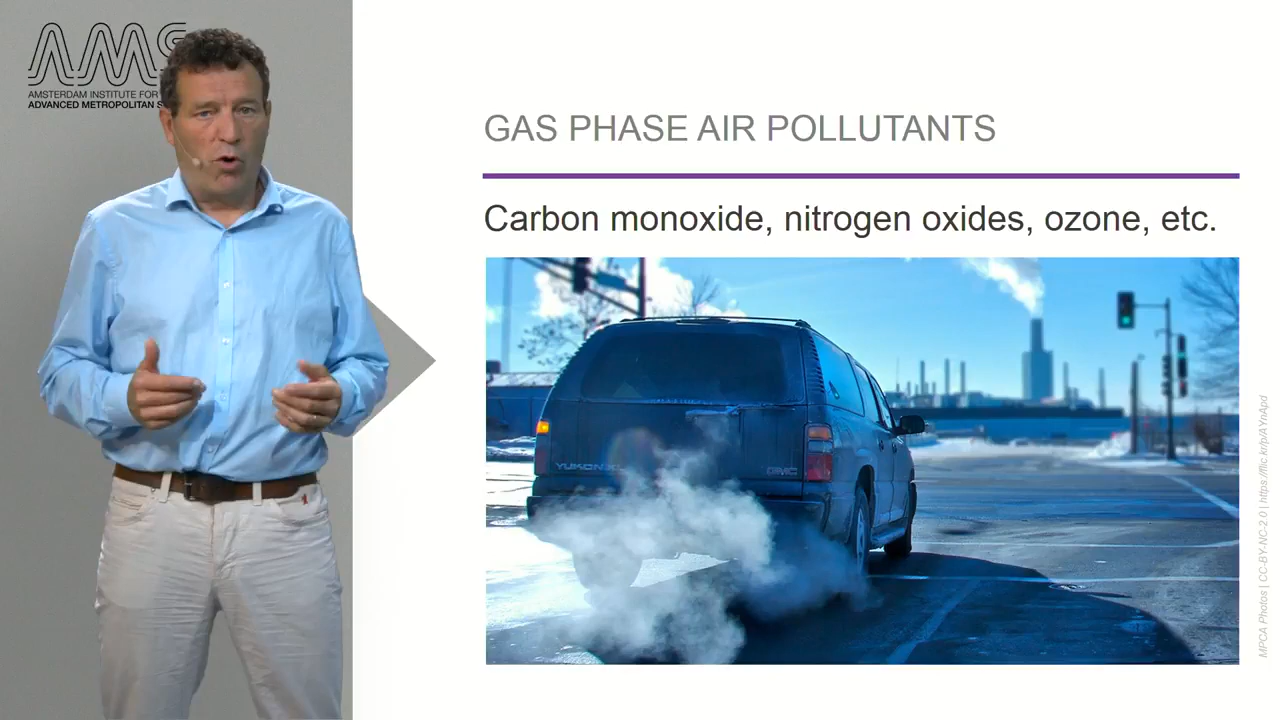 AMS
AMSTERDAM INSTITUTE FOR
ADVANCED METROPOLITAN
GAS PHASE AIR POLLUTANTS
Carbon monoxide, nitrogen oxides, ozone, etc.
YUKON XL
GMC
MPCA Photos | CC-BY-NC-2.0 | https://flic.kr/p/AYnApd